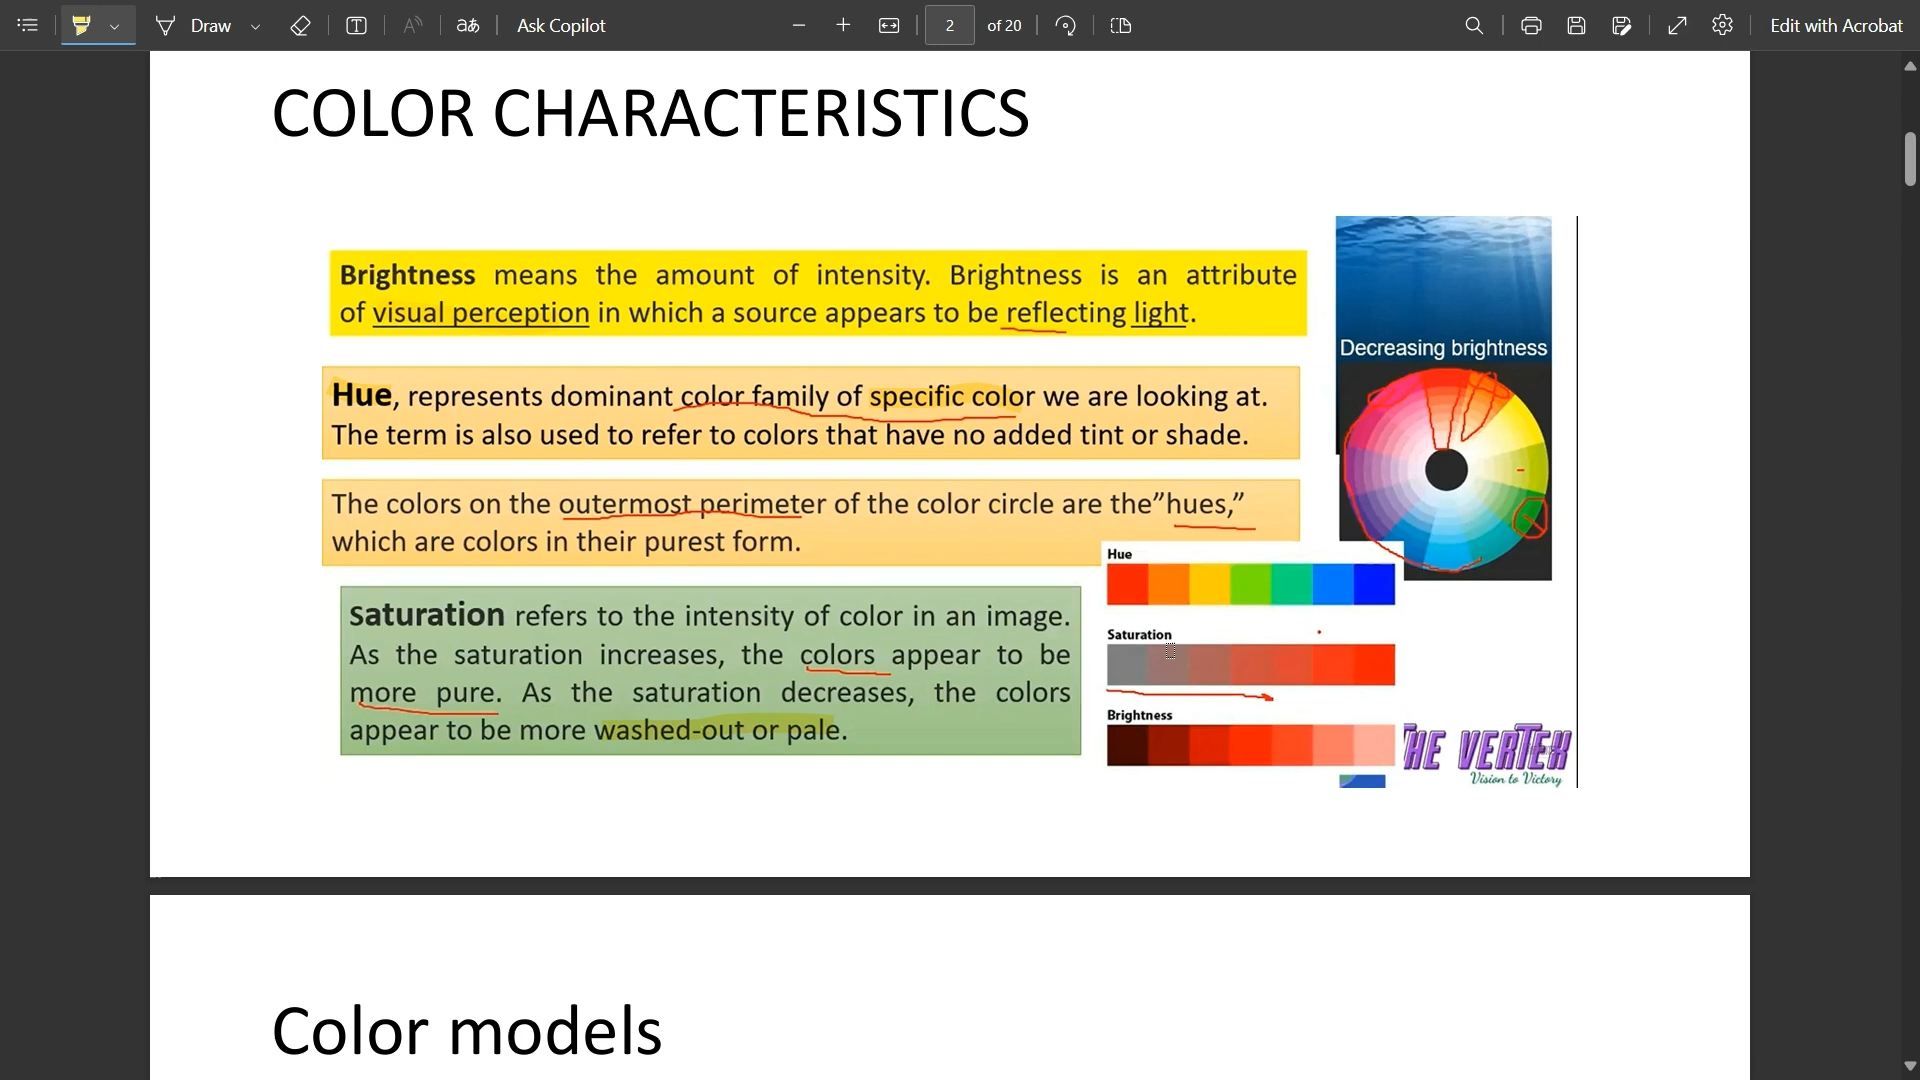 Draw
Ask Copilot
2 of 20
Edit with Acrobat
COLOR CHARACTERISTICS
Brightness means the amount of intensity. Brightness is an attribute
of visual perception in which a source appears to be reflecting light.
Decreasing brightness
Hue, represents dominant color family of specific color we are looking at.
The term is also used to refer to colors that have no added tint or shade.
The colors on the outermost perimeter of the color circle are the”hues,”
which are colors in their purest form.
Saturation refers to the intensity of color in an image.
As the saturation increases, the colors appear to be
more pure. As the saturation decreases, the colors
appear to be more washed-out or pale.
Hue
Saturation
Brightness
THE VERTEX
Vision to Victory
Color models